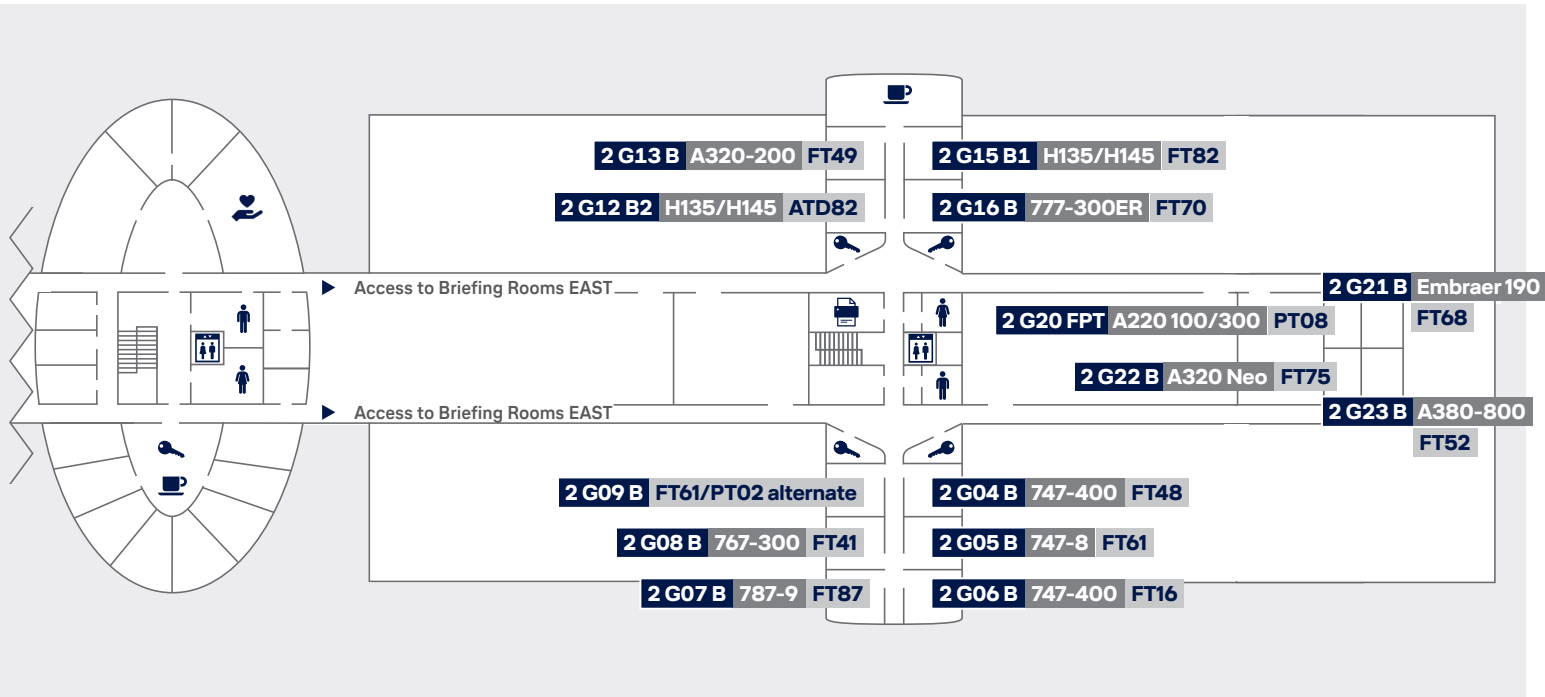 2 G13 B A320-200 FT49
2 G15 B1 H135/H145 FT82
2 G12 B2 H135/H145 ATD82
2 G16 B 777-300ER FT70
Access to Briefing Rooms EAST
2 G21 B Embraer 190
FT68
2 G20 FPT A220 100/300 PT08
2 G22 B A320 Neo FT75
Access to Briefing Rooms EAST
2 G23 B A380-800
FT52
2 G09 B FT61/PT02 alternate
2 G04 B 747-400 FT48
2 G08 B 767-300 FT41
2 G05 B 747-8 FT61
2 G07 B 787-9 FT87
2 G06 B 747-400 FT16